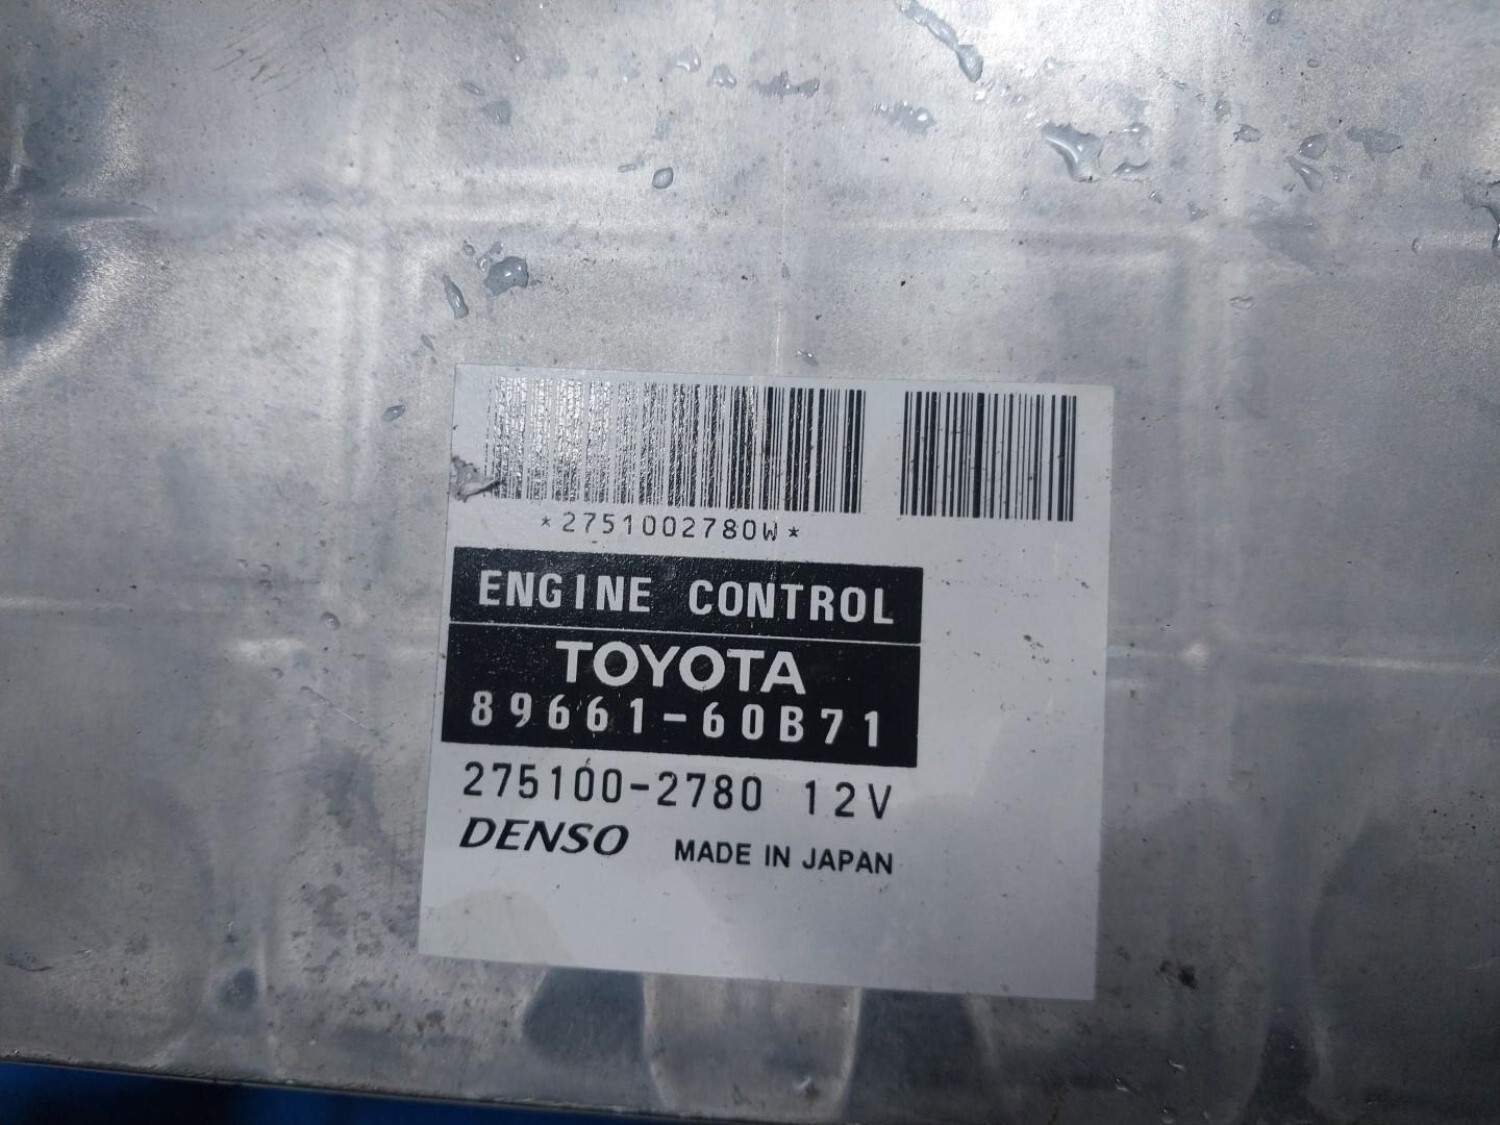 *2751002780W*
ENGINE CONTROL
TOYOTA
89661-60B71
275100-2780 12V
DENSO MADE IN JAPAN